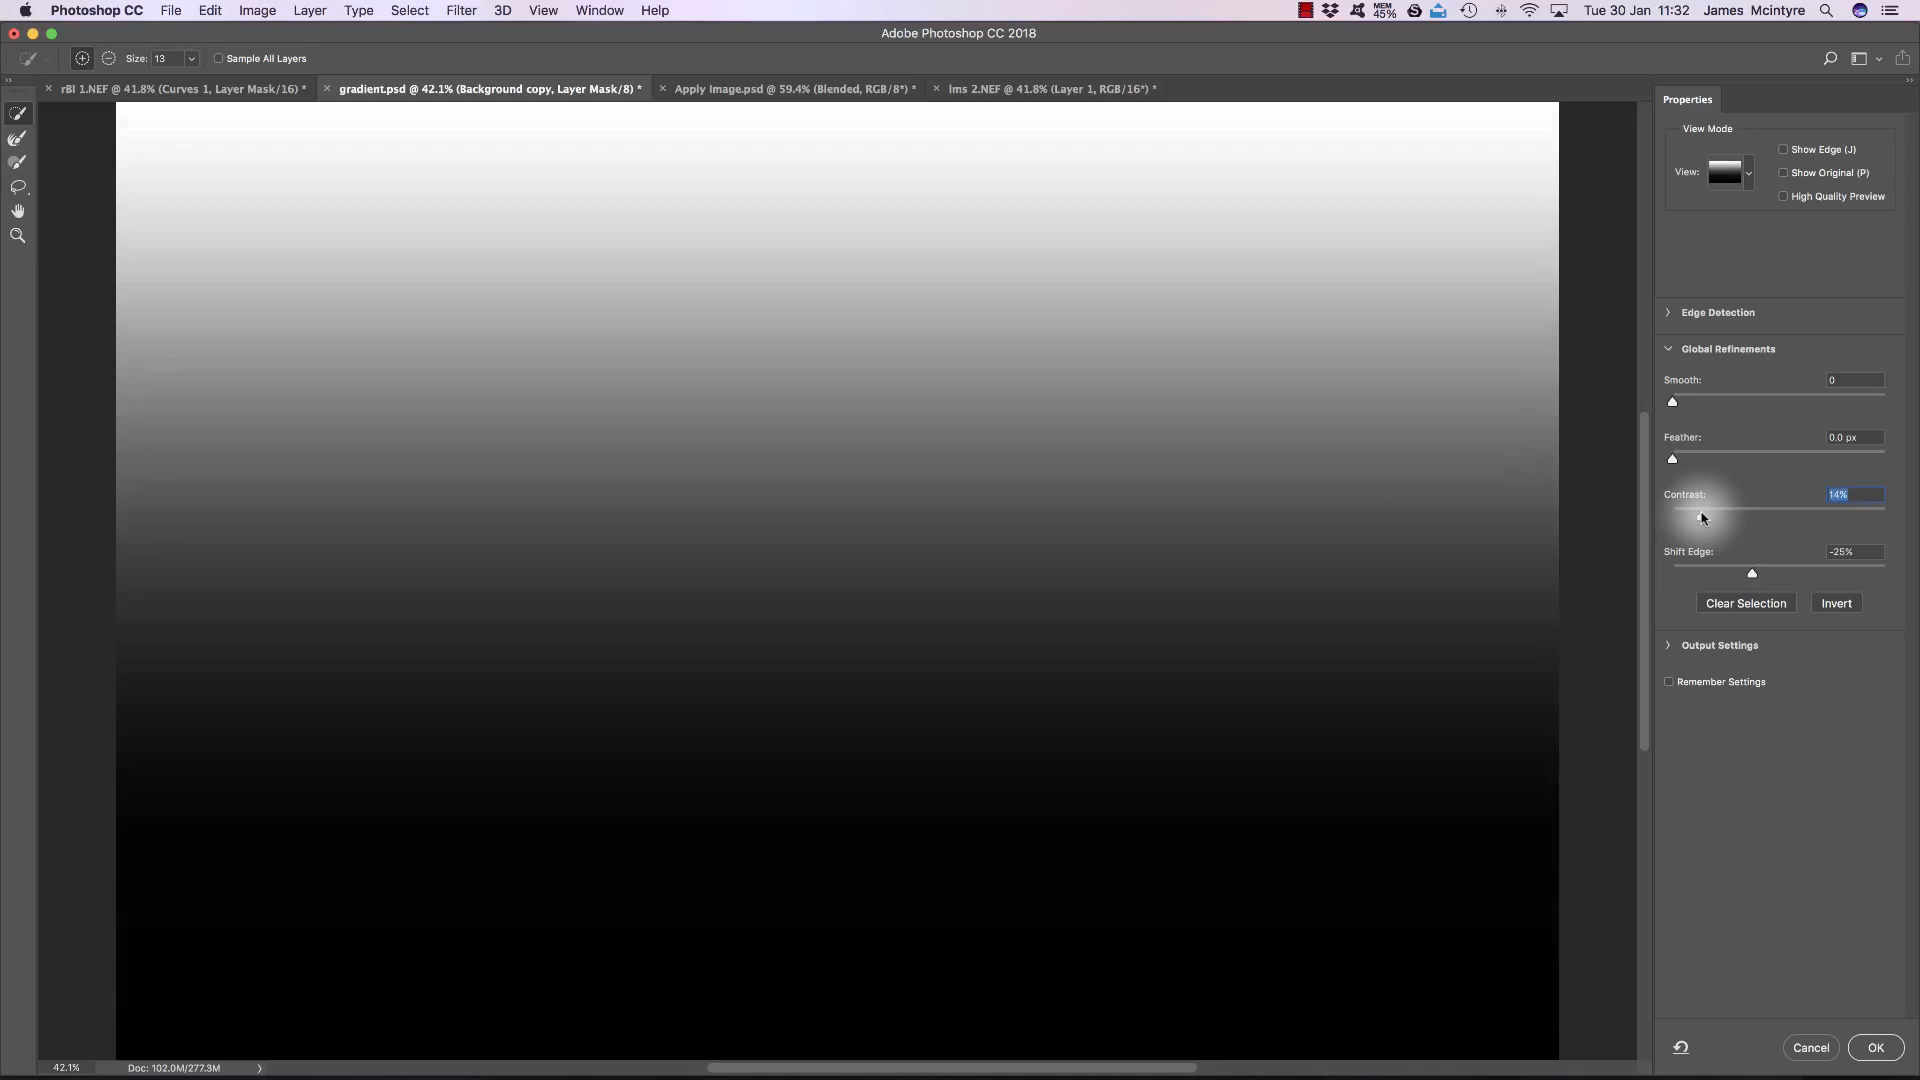 Photoshop CC File Edit Image Layer Type Select Filter 3D View Window Help MEM 45% Tue 30 Jan 11:32 James Mcintyre
Adobe Photoshop CC 2018
Size: 13 Sample All Layers
rBl 1.NEF @ 41.8% (Curves 1, Layer Mask/16) * gradient.psd @ 42.1% (Background copy, Layer Mask/8) * Apply Image.psd @ 59.4% (Blended, RGB/8*) * lms 2.NEF @ 41.8% (Layer 1, RGB/16*) *
Properties
View Mode
Show Edge (J)
View: Show Original (P)
High Quality Preview
Edge Detection
Global Refinements
Smooth: 0
Feather: 0.0 px
Contrast: 14%
Shift Edge: -25%
Clear Selection Invert
Output Settings
Remember Settings
Cancel OK
42.1% Doc: 102.0M/277.3M